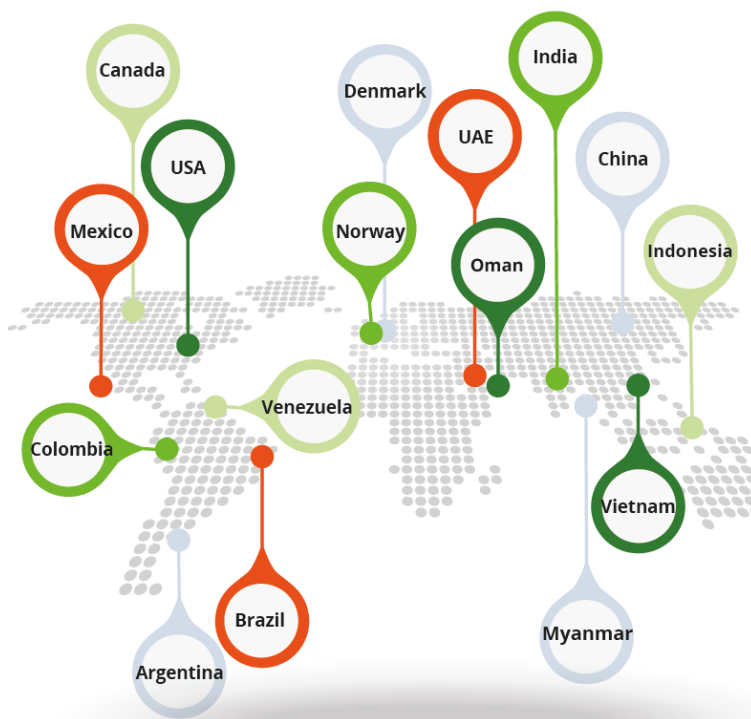 Canada
India
Denmark
UAE
China
USA
Mexico
Norway
Indonesia
Oman
Venezuela
Colombia
Vietnam
Brazil
Myanmar
Argentina